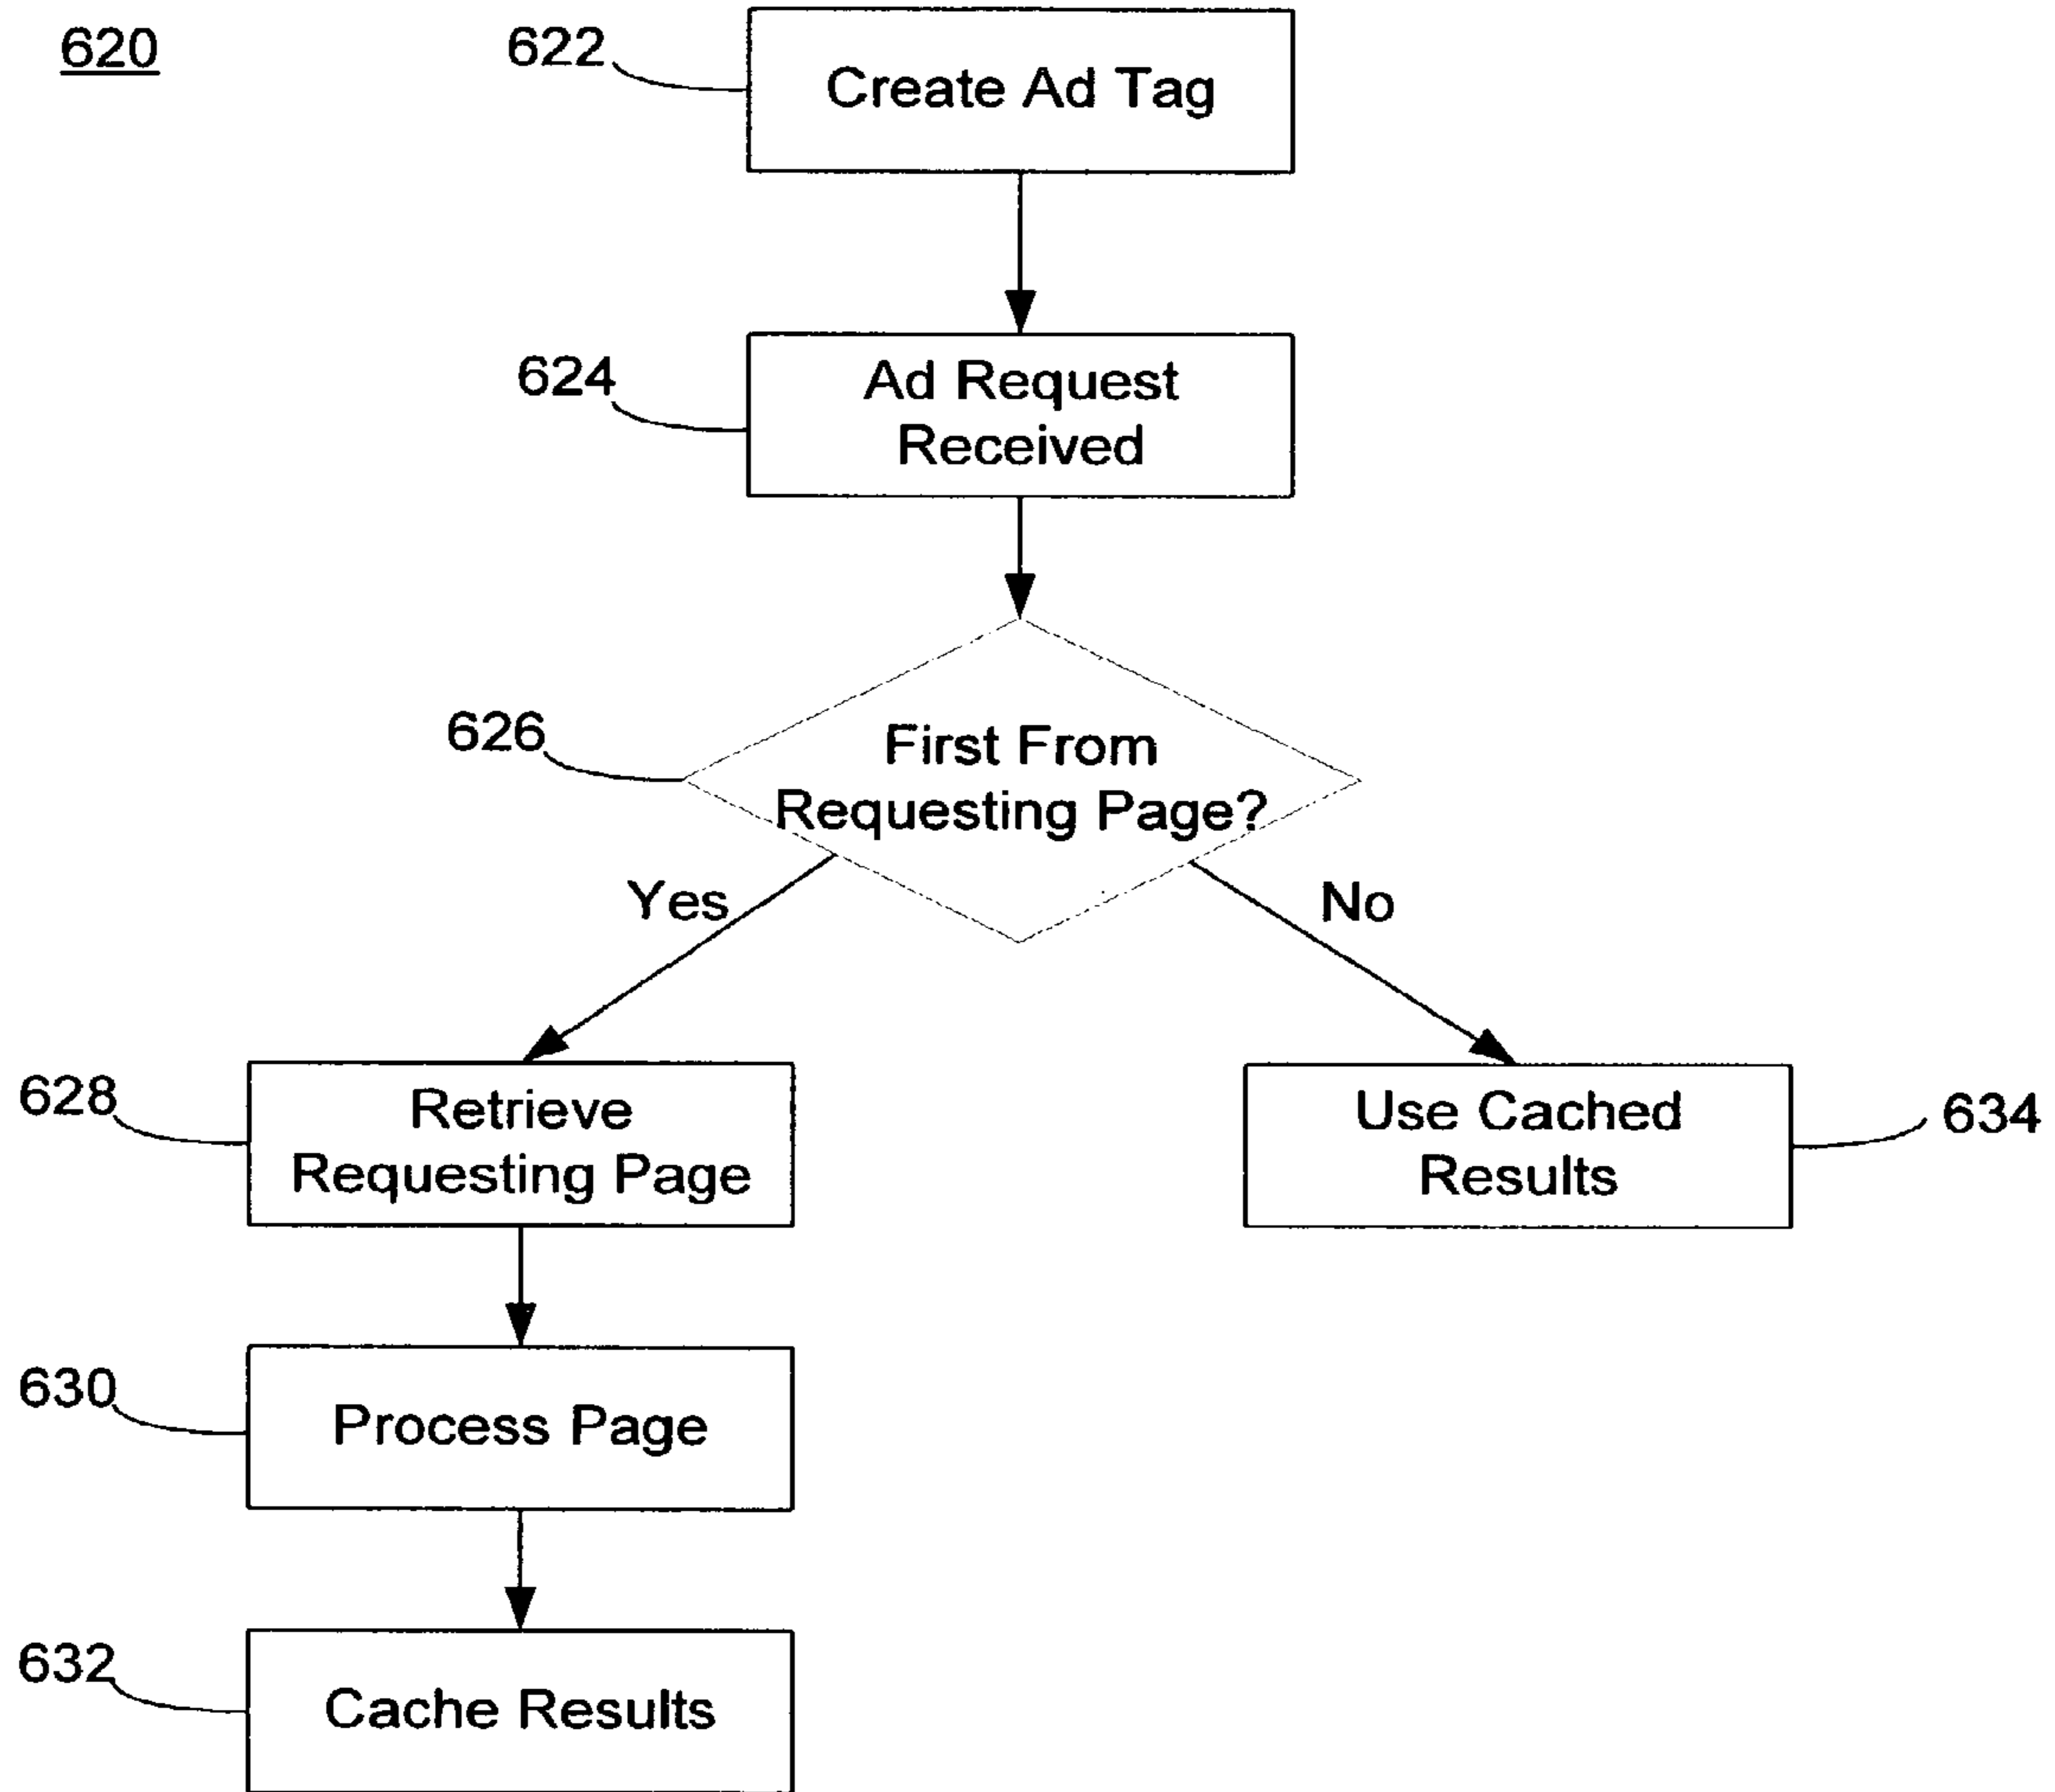 620
622
Create Ad Tag
624
Ad Request
Received
626
First From
Requesting Page?
Yes
No
628
Retrieve
Requesting Page
Use Cached
Results
634
630
Process Page
632
Cache Results